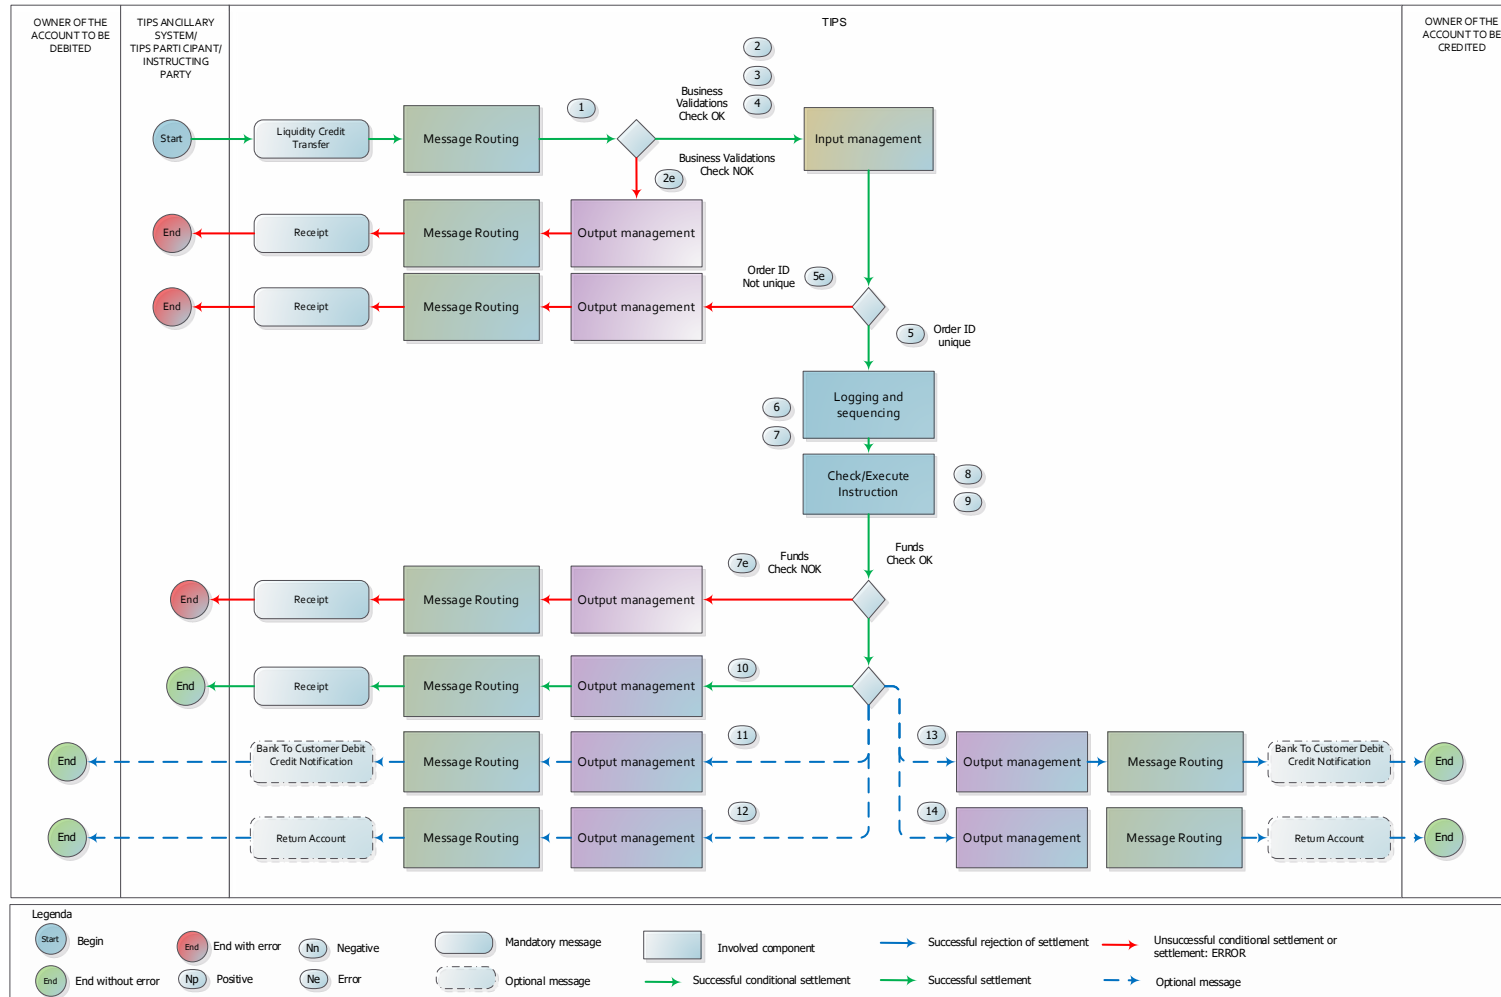 OWNER OF THE
ACCOUNT TO BE
DEBITED
TIPS ANCILLARY
SYSTEM/
TIPS PARTICIPANT/
INSTRUCTING
PARTY
TIPS
OWNER OF THE
ACCOUNT TO BE
CREDITED
2
3
4
1
Business
Validations
Check OK
Start
Liquidity Credit
Transfer
Message Routing
Input management
Business Validations
Check NOK
2e
End
Receipt
Message Routing
Output management
Order ID
Not unique
5e
End
Receipt
Message Routing
Output management
5
Order ID
unique
Logging and
sequencing
6
7
Check/Execute
Instruction
8
9
Funds
Check OK
7e
Funds
Check NOK
End
Receipt
Message Routing
Output management
10
End
Receipt
Message Routing
Output management
11
13
End
Bank To Customer Debit
Credit Notification
Message Routing
Output management
Output management
Message Routing
Bank To Customer Debit
Credit Notification
End
12
14
End
Return Account
Message Routing
Output management
Output management
Message Routing
Return Account
End
Legenda
Start
Begin
End
End with error
Nn
Negative
Mandatory message
Involved component
Successful rejection of settlement
Unsuccessful conditional settlement or
settlement: ERROR
End
End without error
Np
Positive
Ne
Error
Optional message
Successful conditional settlement
Successful settlement
Optional message